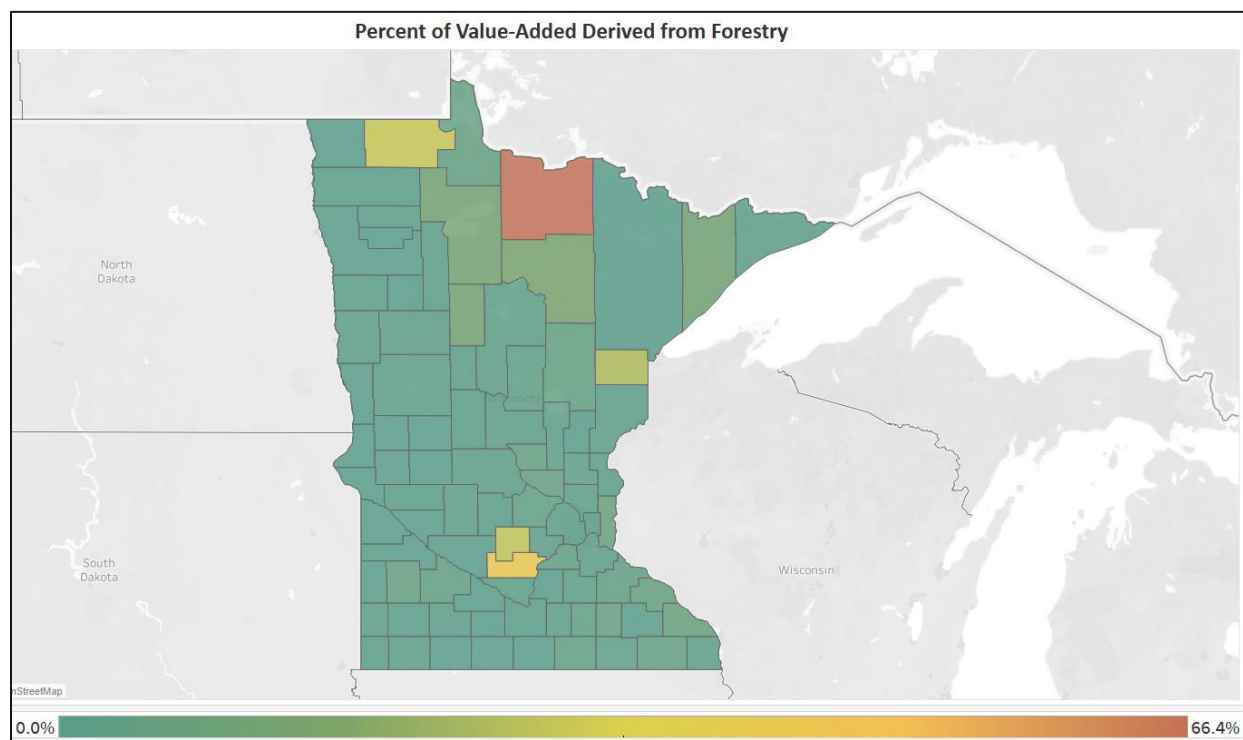 Percent of Value-Added Derived from Forestry
North
Dakota
South
Dakota
Wisconsin
nStreetMap
0.0%
66.4%